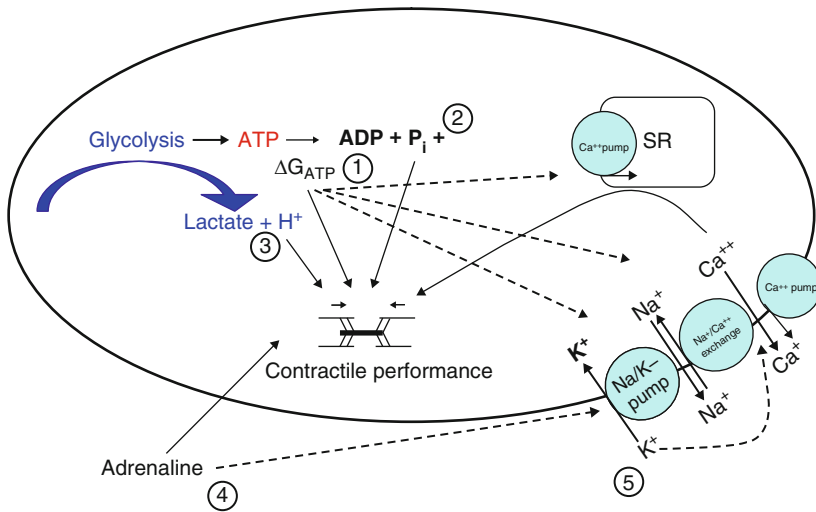 Glycolysis → ATP → ADP + Pi + ②
ΔG_ATP ①
Lactate + H⁺
③
Ca⁺⁺pump SR
Ca⁺⁺
Ca⁺⁺ pump
Na⁺
Na⁺/Ca⁺⁺ exchange
Ca⁺
K⁺
Na/K– pump
Na⁺
Contractile performance
K⁺
Adrenaline
④
⑤